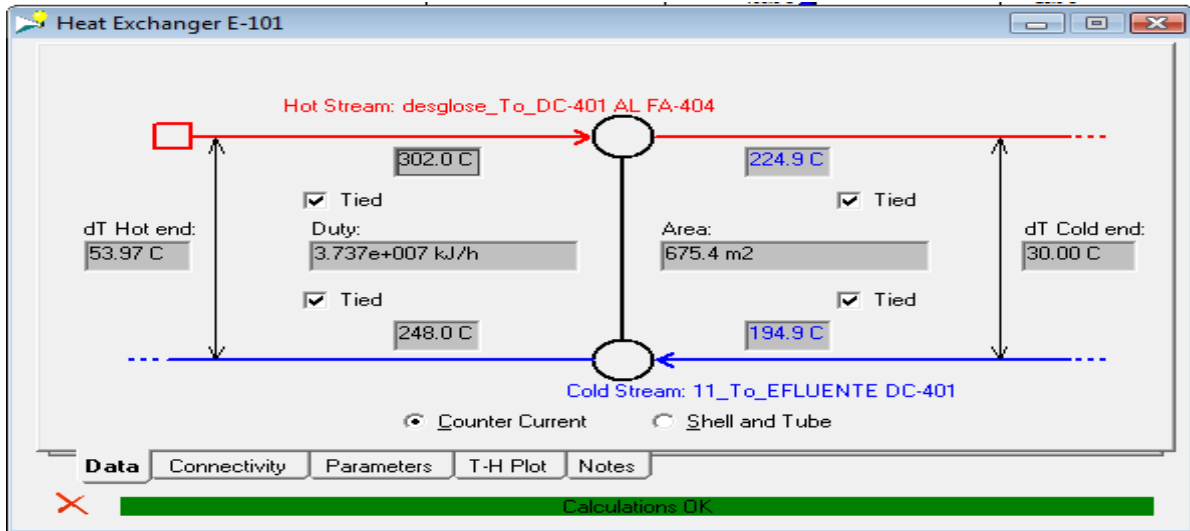 Heat Exchanger E-101
Hot Stream: desglose_To_DC-401 AL FA-404
302.0 C
224.9 C
Tied
Tied
dT Hot end:
Duty:
Area:
dT Cold end:
53.97 C
3.737e+007 kJ/h
675.4 m2
30.00 C
Tied
Tied
248.0 C
194.9 C
Cold Stream: 11_To_EFLUENTE DC-401
Counter Current
Shell and Tube
Data
Connectivity
Parameters
T-H Plot
Notes
Calculations OK